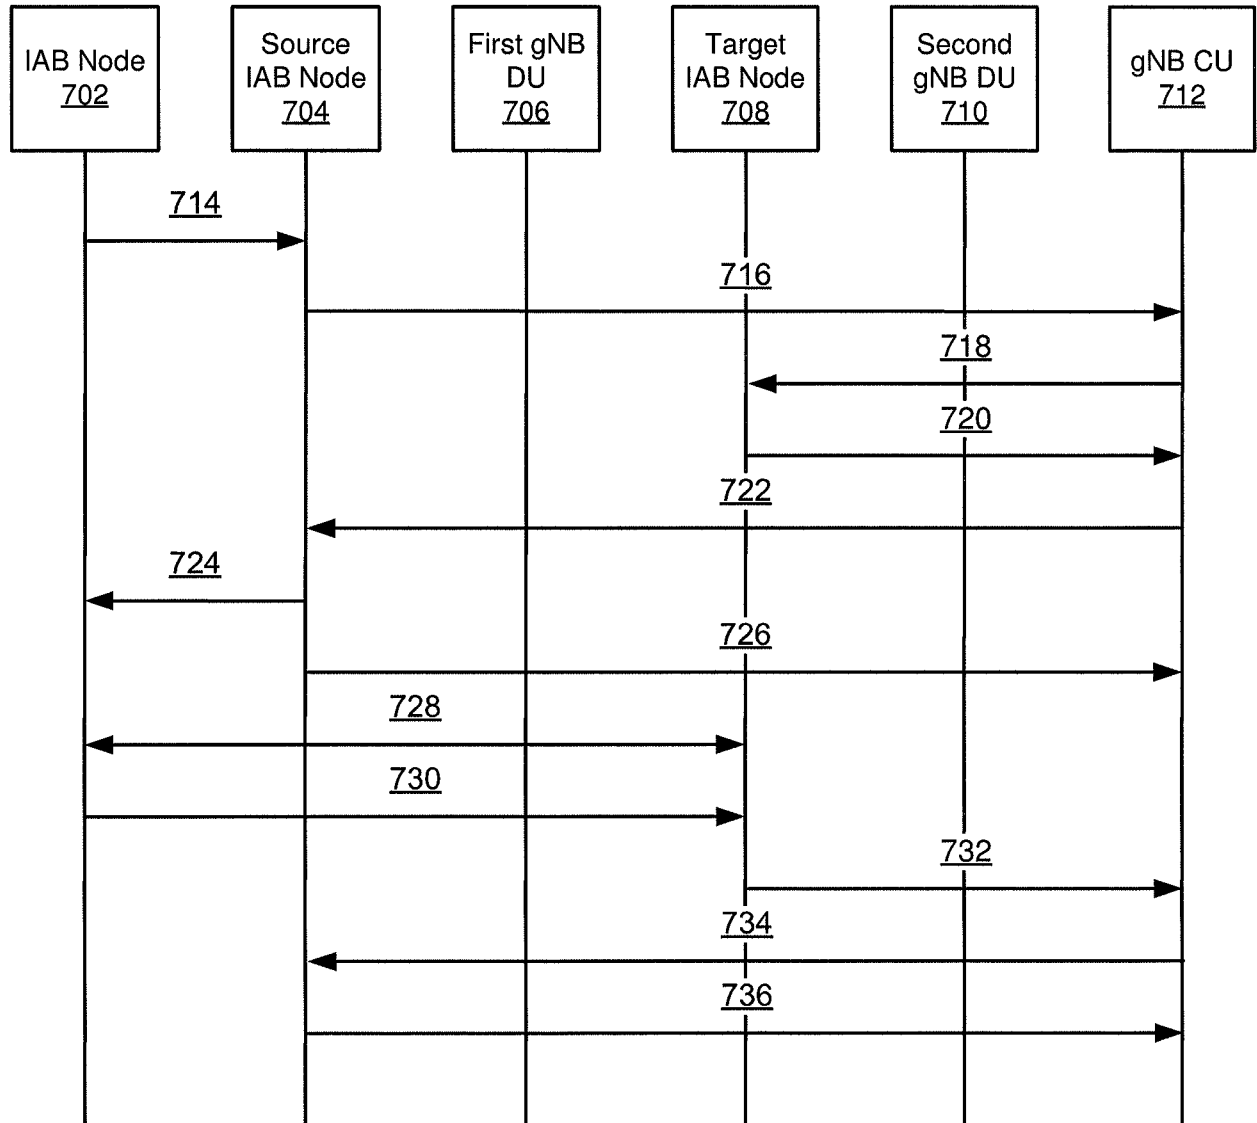 IAB Node
702
Source
IAB Node
704
First gNB
DU
706
Target
IAB Node
708
Second
gNB DU
710
gNB CU
712
714
716
718
720
722
724
726
728
730
732
734
736